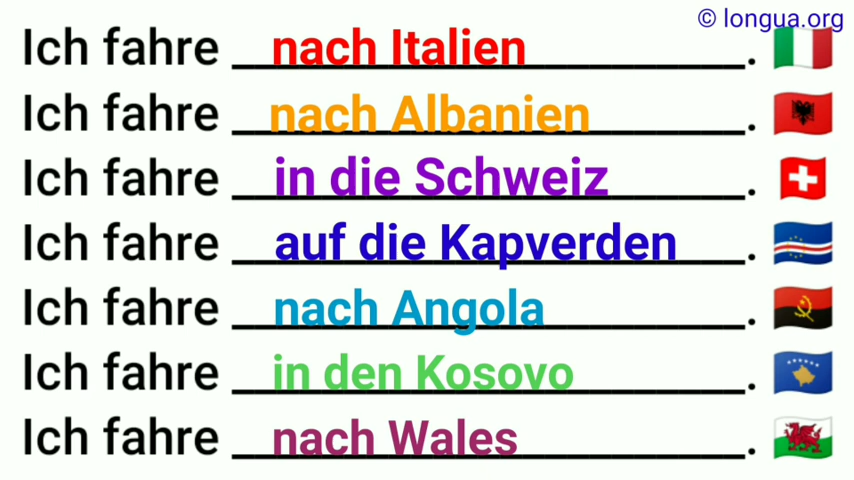 © longua.org
Ich fahre nach Italien.
Ich fahre nach Albanien.
Ich fahre in die Schweiz.
Ich fahre auf die Kapverden.
Ich fahre nach Angola.
Ich fahre in den Kosovo.
Ich fahre nach Wales.